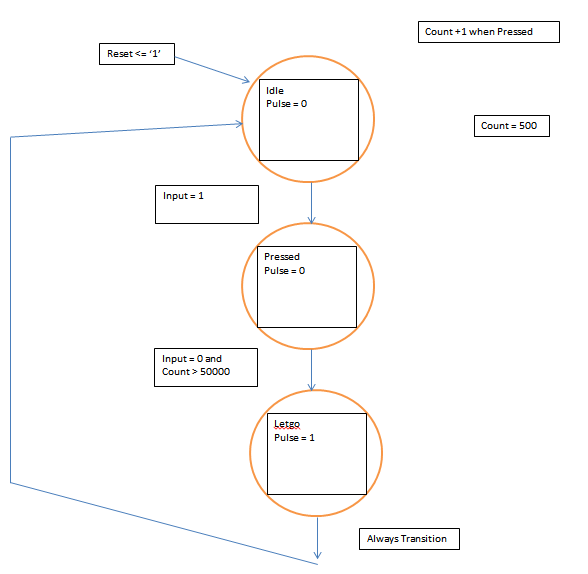 Count +1 when Pressed
Reset <= ‘1’
Idle
Pulse = 0
Count = 500
Input = 1
Pressed
Pulse = 0
Input = 0 and
Count > 50000
Letgo
Pulse = 1
Always Transition